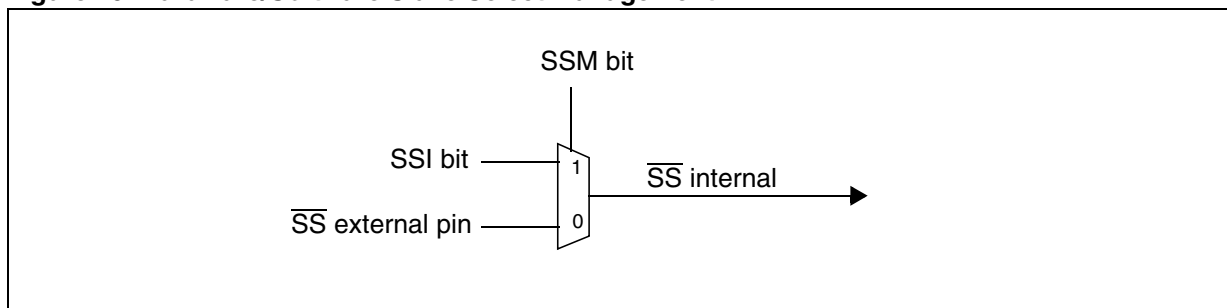 SSM bit
SSI bit
1
SS internal
SS external pin
0